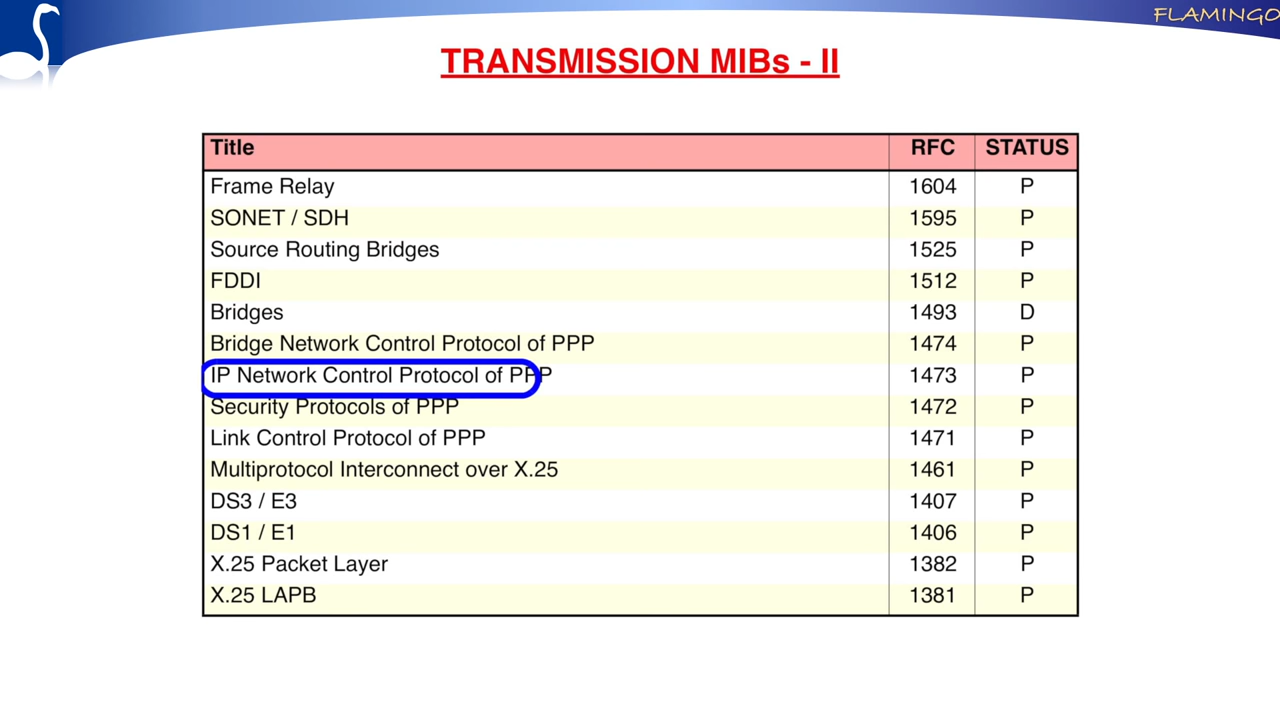 FLAMINGO
TRANSMISSION MIBs - II
Title RFC STATUS
Frame Relay 1604 P
SONET / SDH 1595 P
Source Routing Bridges 1525 P
FDDI 1512 P
Bridges 1493 D
Bridge Network Control Protocol of PPP 1474 P
IP Network Control Protocol of PPP 1473 P
Security Protocols of PPP 1472 P
Link Control Protocol of PPP 1471 P
Multiprotocol Interconnect over X.25 1461 P
DS3 / E3 1407 P
DS1 / E1 1406 P
X.25 Packet Layer 1382 P
X.25 LAPB 1381 P